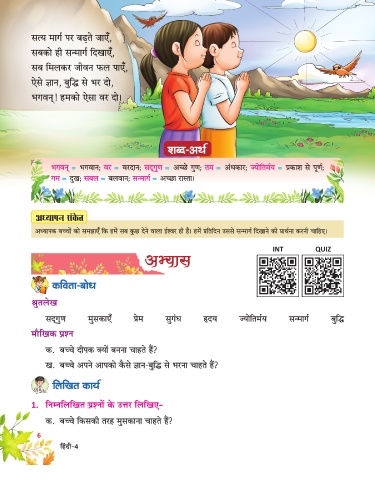 सत्य मार्ग पर बढ़ते जाएँ,
सबको ही सन्मार्ग दिखाएँ,
सब मिलकर जीवन फल पाएँ,
ऐसे ज्ञान, बुद्धि से भर दो,
भगवन्! हमको ऐसा वर दो।
शब्द-अर्थ
भगवन् = भगवान; वर = वरदान; सद्गुण = अच्छे गुण; तम = अंधकार; ज्योतिर्मय = प्रकाश से पूर्ण;
गम = दुख; सबल = बलवान; सन्मार्ग = अच्छा रास्ता।
अध्यापन संकेत
अध्यापक बच्चों को समझाएँ कि हमें सब कुछ देने वाला ईश्वर ही है। हमें प्रतिदिन उससे सन्मार्ग दिखाने की प्रार्थना करनी चाहिए।
INT QUIZ
अभ्यास
कविता-बोध
श्रुतलेख
सद्गुण मुसकाएँ प्रेम सुगंध हृदय ज्योतिर्मय सन्मार्ग बुद्धि
मौखिक प्रश्न
क. बच्चे दीपक क्यों बनना चाहते हैं?
ख. बच्चे अपने आपको कैसे ज्ञान-बुद्धि से भरना चाहते हैं?
लिखित कार्य
1. निम्नलिखित प्रश्नों के उत्तर लिखिए–
क. बच्चे किसकी तरह मुसकाना चाहते हैं?
6
हिंदी-4